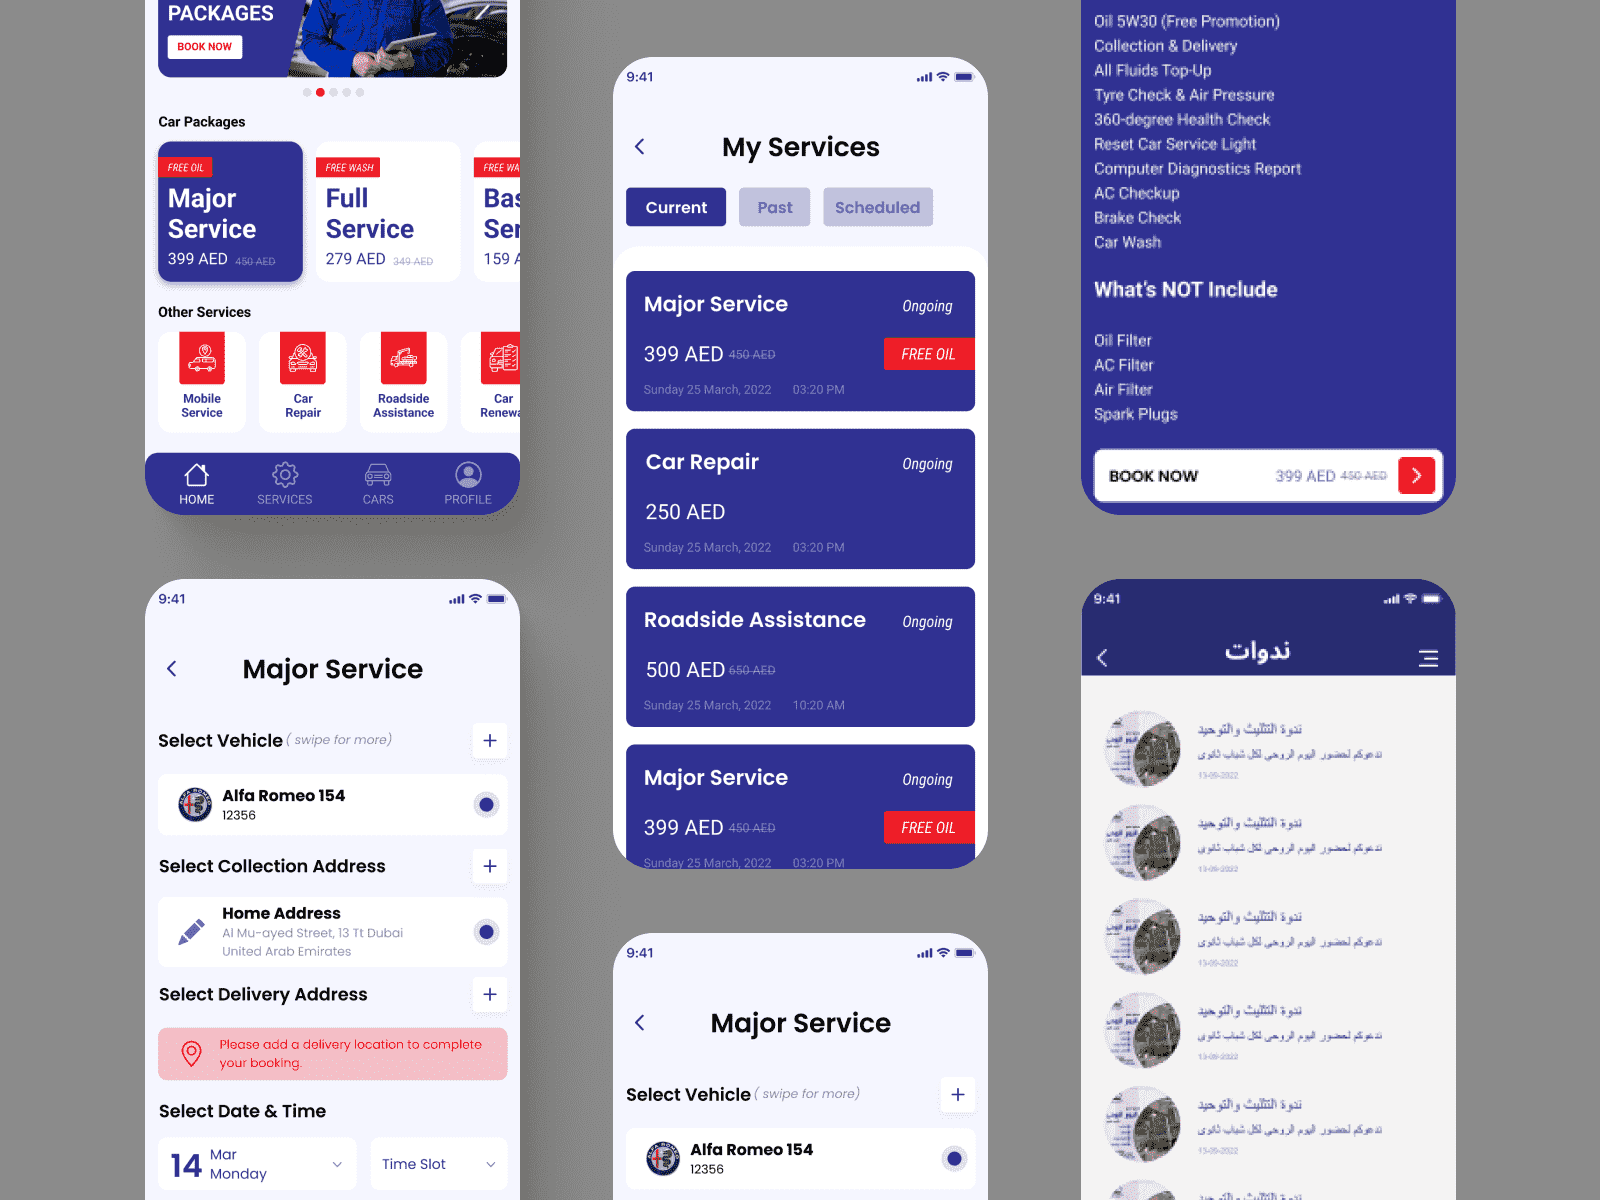 PACKAGES
BOOK NOW
Car Packages
FREE OIL
Major
Service
399 AED 450 AED
FREE WASH
Full
Service
279 AED 349 AED
FREE WA
Bas
Ser
159 A
Other Services
Mobile
Service
Car
Repair
Roadside
Assistance
Car
Renewa
HOME
SERVICES
CARS
PROFILE
9:41
Major Service
Select Vehicle ( swipe for more)
Alfa Romeo 154
12356
Select Collection Address
Home Address
Al Mu-ayed Street, 13 Tt Dubai
United Arab Emirates
Select Delivery Address
Please add a delivery location to complete
your booking.
Select Date & Time
14
Mar
Monday
Time Slot
9:41
My Services
Current
Past
Scheduled
Major Service
Ongoing
399 AED 450 AED
FREE OIL
Sunday 25 March, 2022 03:20 PM
Car Repair
Ongoing
250 AED
Sunday 25 March, 2022 03:20 PM
Roadside Assistance
Ongoing
500 AED 650 AED
Sunday 25 March, 2022 10:20 AM
Major Service
Ongoing
399 AED 450 AED
FREE OIL
Sunday 25 March, 2022 03:20 PM
9:41
Major Service
Select Vehicle ( swipe for more)
Alfa Romeo 154
12356
Oil 5W30 (Free Promotion)
Collection & Delivery
All Fluids Top-Up
Tyre Check & Air Pressure
360-degree Health Check
Reset Car Service Light
Computer Diagnostics Report
AC Checkup
Brake Check
Car Wash
What's NOT Include
Oil Filter
AC Filter
Air Filter
Spark Plugs
BOOK NOW 399 AED 450 AED
9:41
ندوات
ندوة التثليث والتوحيد
ندعوكم لحضور اليوم الروحي لكل شباب ثانوى
13-09-2022
ندوة التثليث والتوحيد
ندعوكم لحضور اليوم الروحي لكل شباب ثانوى
13-09-2022
ندوة التثليث والتوحيد
ندعوكم لحضور اليوم الروحي لكل شباب ثانوى
13-09-2022
ندوة التثليث والتوحيد
ندعوكم لحضور اليوم الروحي لكل شباب ثانوى
13-09-2022
ندوة التثليث والتوحيد
ندعوكم لحضور اليوم الروحي لكل شباب ثانوى
13-09-2022
ندوة التثليث والتوحيد